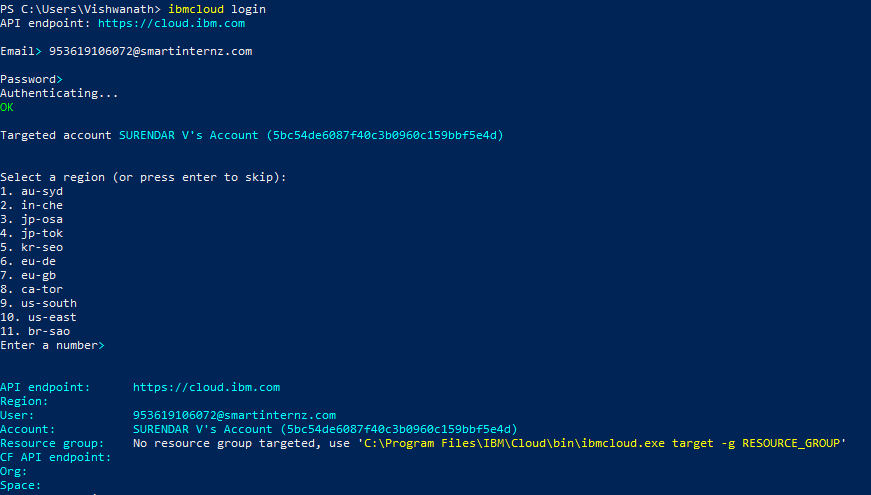 PS C:\Users\Vishwanath> ibmcloud login
API endpoint: https://cloud.ibm.com
Email> 953619106072@smartinternz.com
Password>
Authenticating...
OK
Targeted account SURENDAR V's Account (5bc54de6087f40c3b0960c159bbf5e4d)
Select a region (or press enter to skip):
1. au-syd
2. in-che
3. jp-osa
4. jp-tok
5. kr-seo
6. eu-de
7. eu-gb
8. ca-tor
9. us-south
10. us-east
11. br-sao
Enter a number>
API endpoint: https://cloud.ibm.com
Region:
User: 953619106072@smartinternz.com
Account: SURENDAR V's Account (5bc54de6087f40c3b0960c159bbf5e4d)
Resource group: No resource group targeted, use 'C:\Program Files\IBM\Cloud\bin\ibmcloud.exe target -g RESOURCE_GROUP'
CF API endpoint:
Org:
Space: